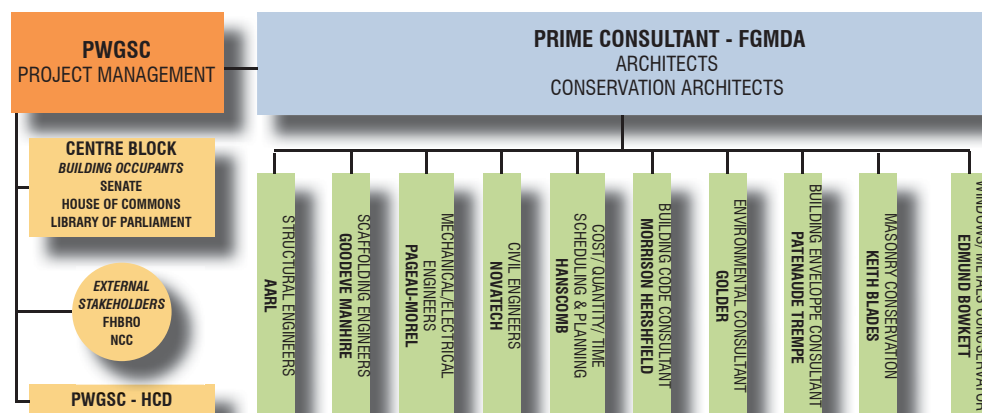 PWGSC
PROJECT MANAGEMENT
PRIME CONSULTANT - FGMDA
ARCHITECTS
CONSERVATION ARCHITECTS
CENTRE BLOCK
BUILDING OCCUPANTS
SENATE
HOUSE OF COMMONS
LIBRARY OF PARLIAMENT
EXTERNAL
STAKEHOLDERS
FHBRO
NCC
PWGSC - HCD
STRUCTURAL ENGINEERS
AARL
SCAFFOLDING ENGINEERS
GOODEVE MANHIRE
MECHANICAL/ELECTRICAL
ENGINEERS
PAGEAU-MOREL
CIVIL ENGINEERS
NOVATECH
COST/ QUANTITY/ TIME
SCHEDULING & PLANNING
HANSCOMB
BUILDING CODE CONSULTANT
MORRISON HERSHFIELD
ENVIRONMENTAL CONSULTANT
GOLDER
BUILDING ENVELOPPE CONSULTANT
PATENAUDE TREMPE
MASONRY CONSERVATION
KEITH BLADES
WINDOWS/ METALS CONSERVATOR
EDMUND BOWKETT